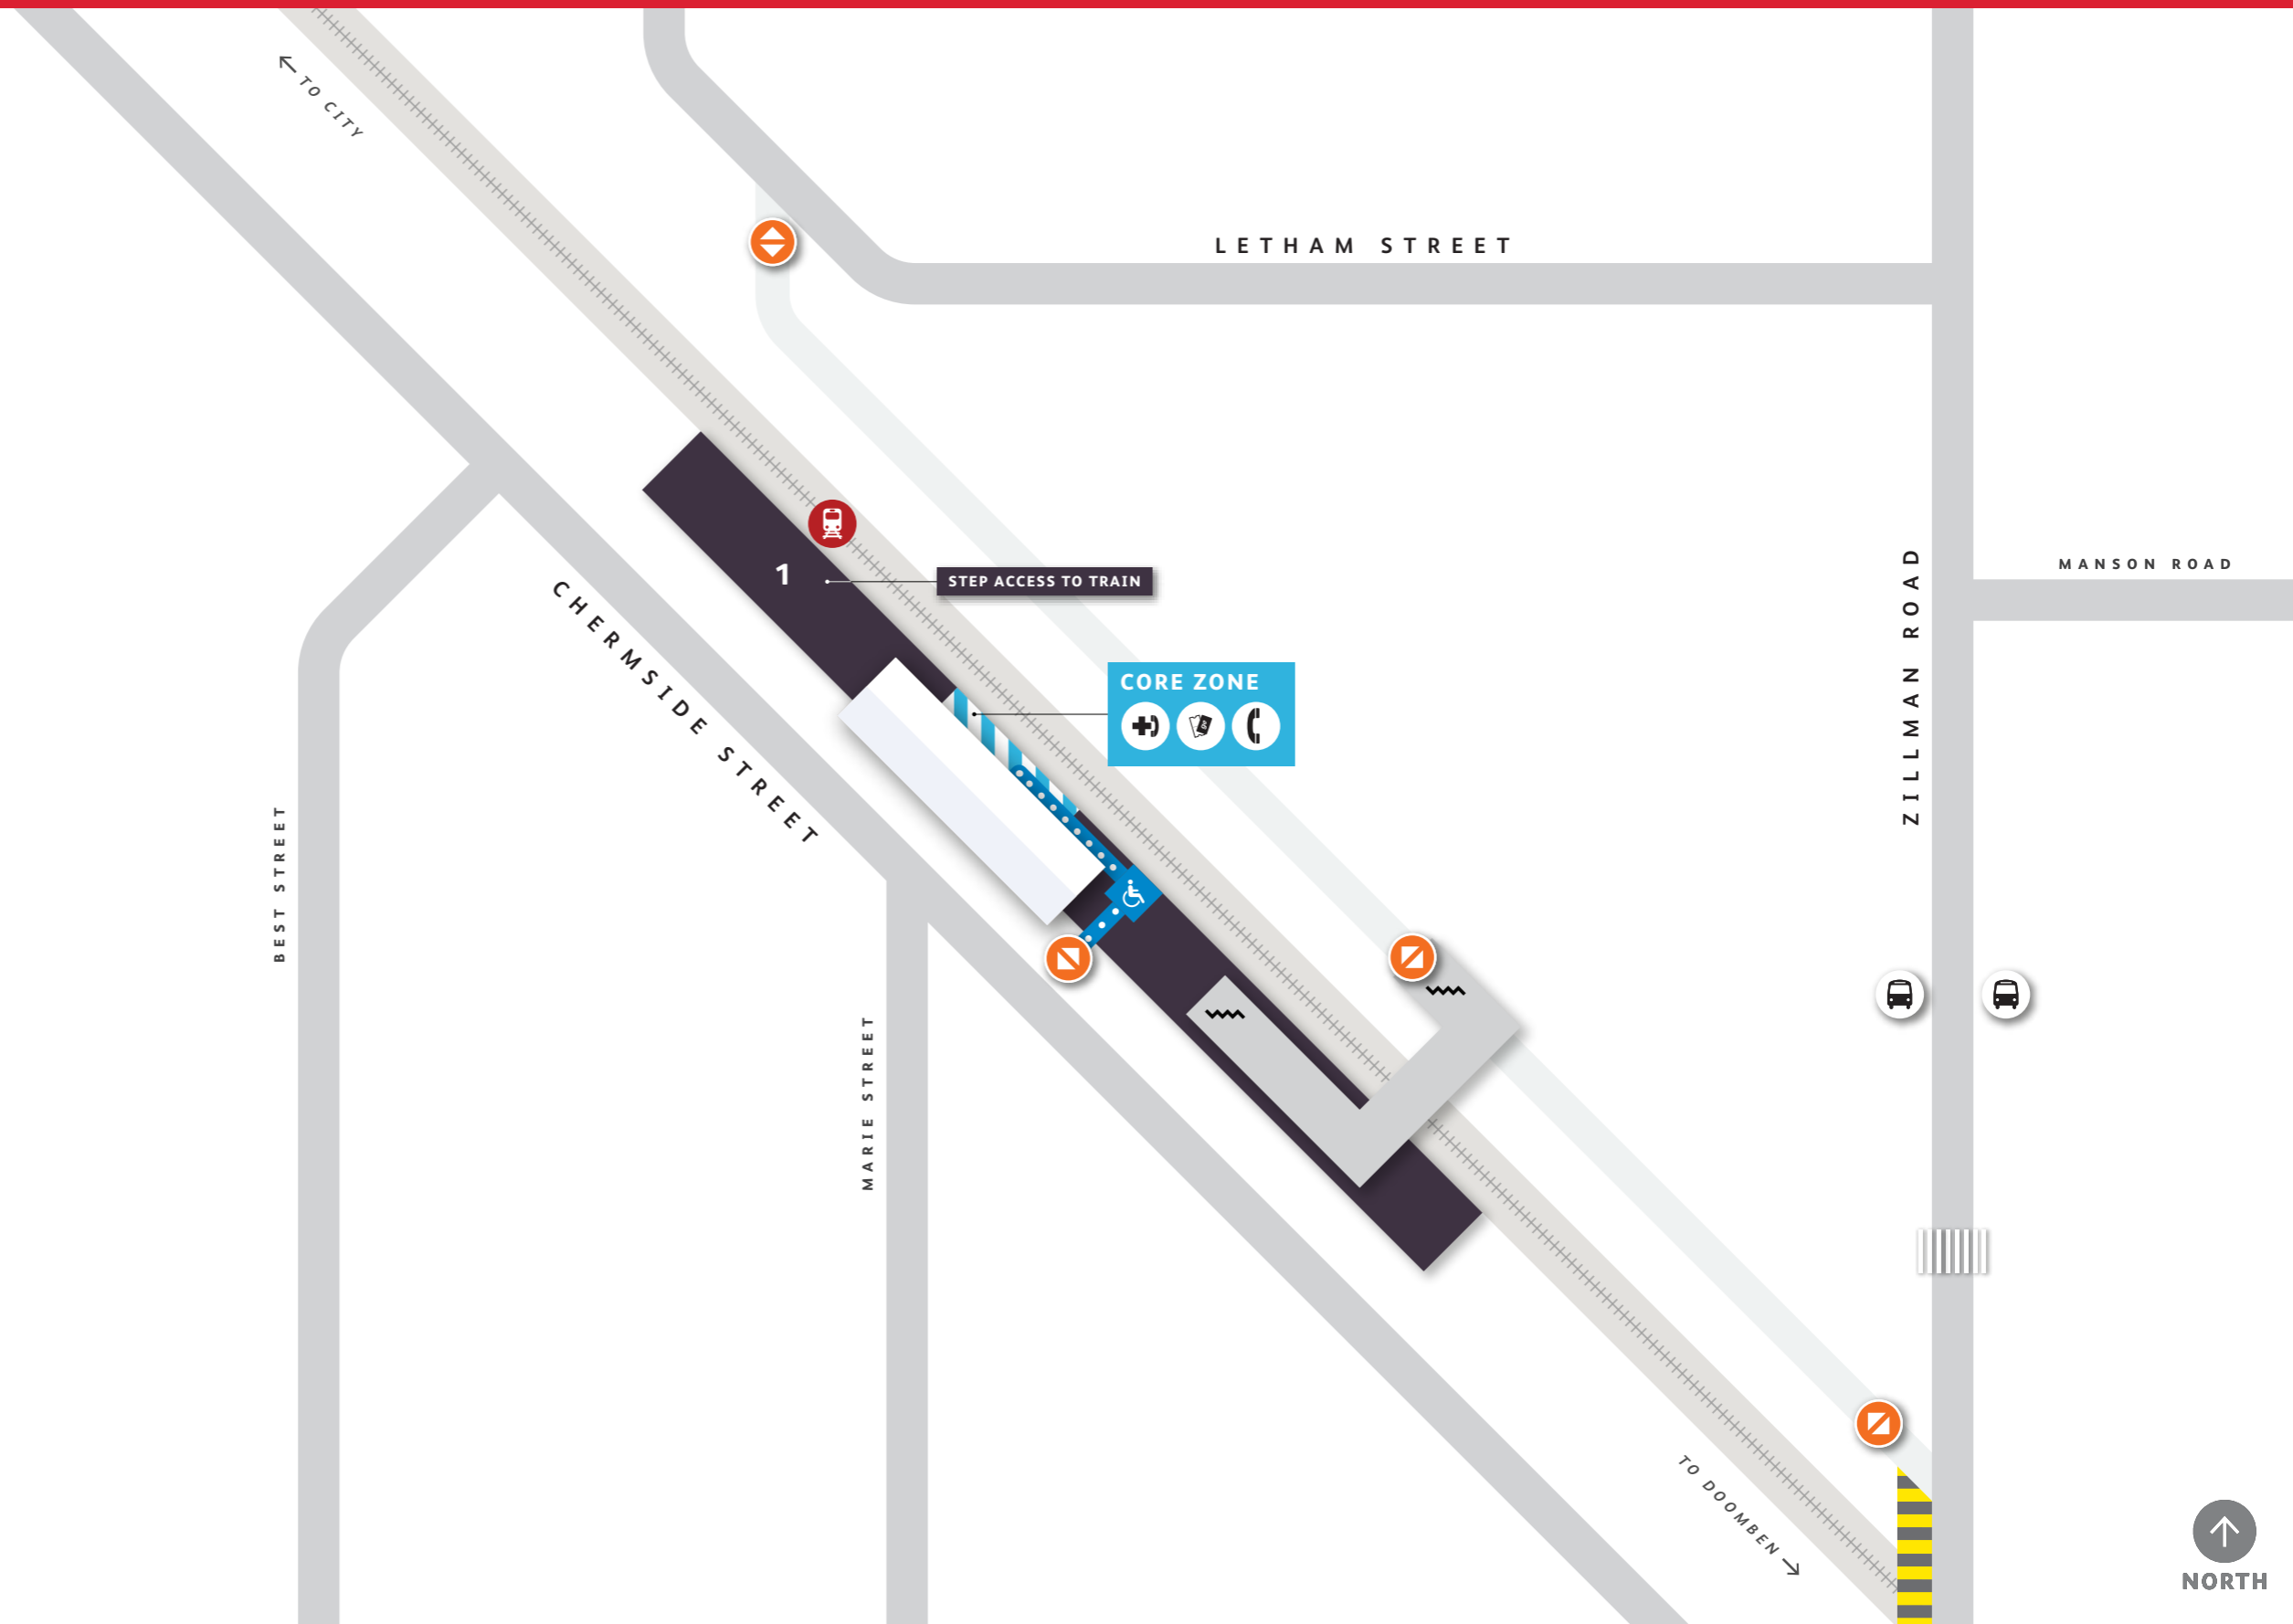 ← TO CITY
LETHAM STREET
MANSON ROAD
ZILLMAN ROAD
1
STEP ACCESS TO TRAIN
CHERMSIDE STREET
CORE ZONE
BEST STREET
MARIE STREET
TO DOOMBEN →
NORTH